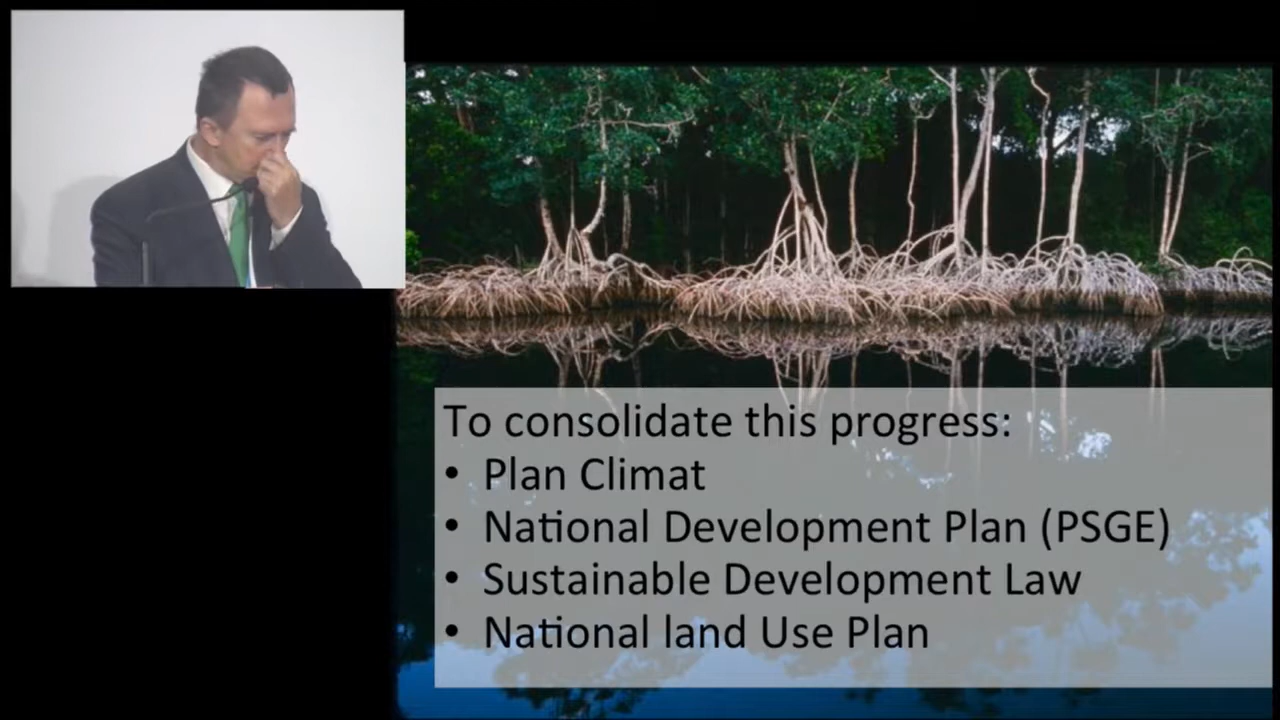 To consolidate this progress:
• Plan Climat
• National Development Plan (PSGE)
• Sustainable Development Law
• National land Use Plan